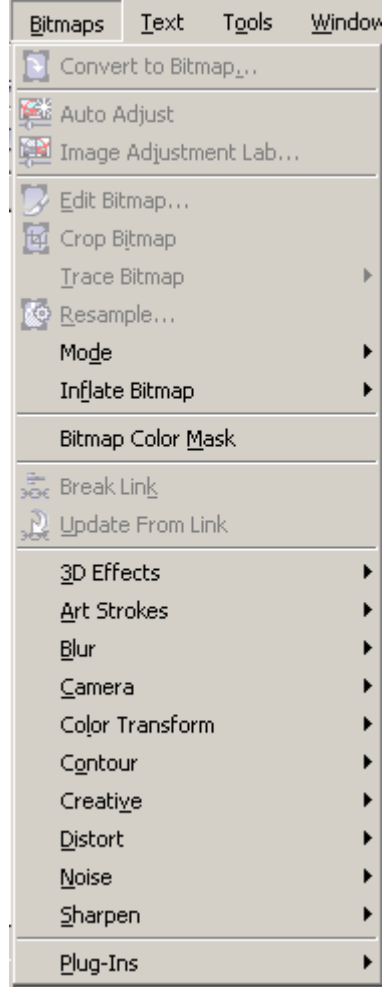 Bitmaps Text Tools Window
Convert to Bitmap...
Auto Adjust
Image Adjustment Lab...
Edit Bitmap...
Crop Bitmap
Trace Bitmap
Resample...
Mode
Inflate Bitmap
Bitmap Color Mask
Break Link
Update From Link
3D Effects
Art Strokes
Blur
Camera
Color Transform
Contour
Creative
Distort
Noise
Sharpen
Plug-Ins